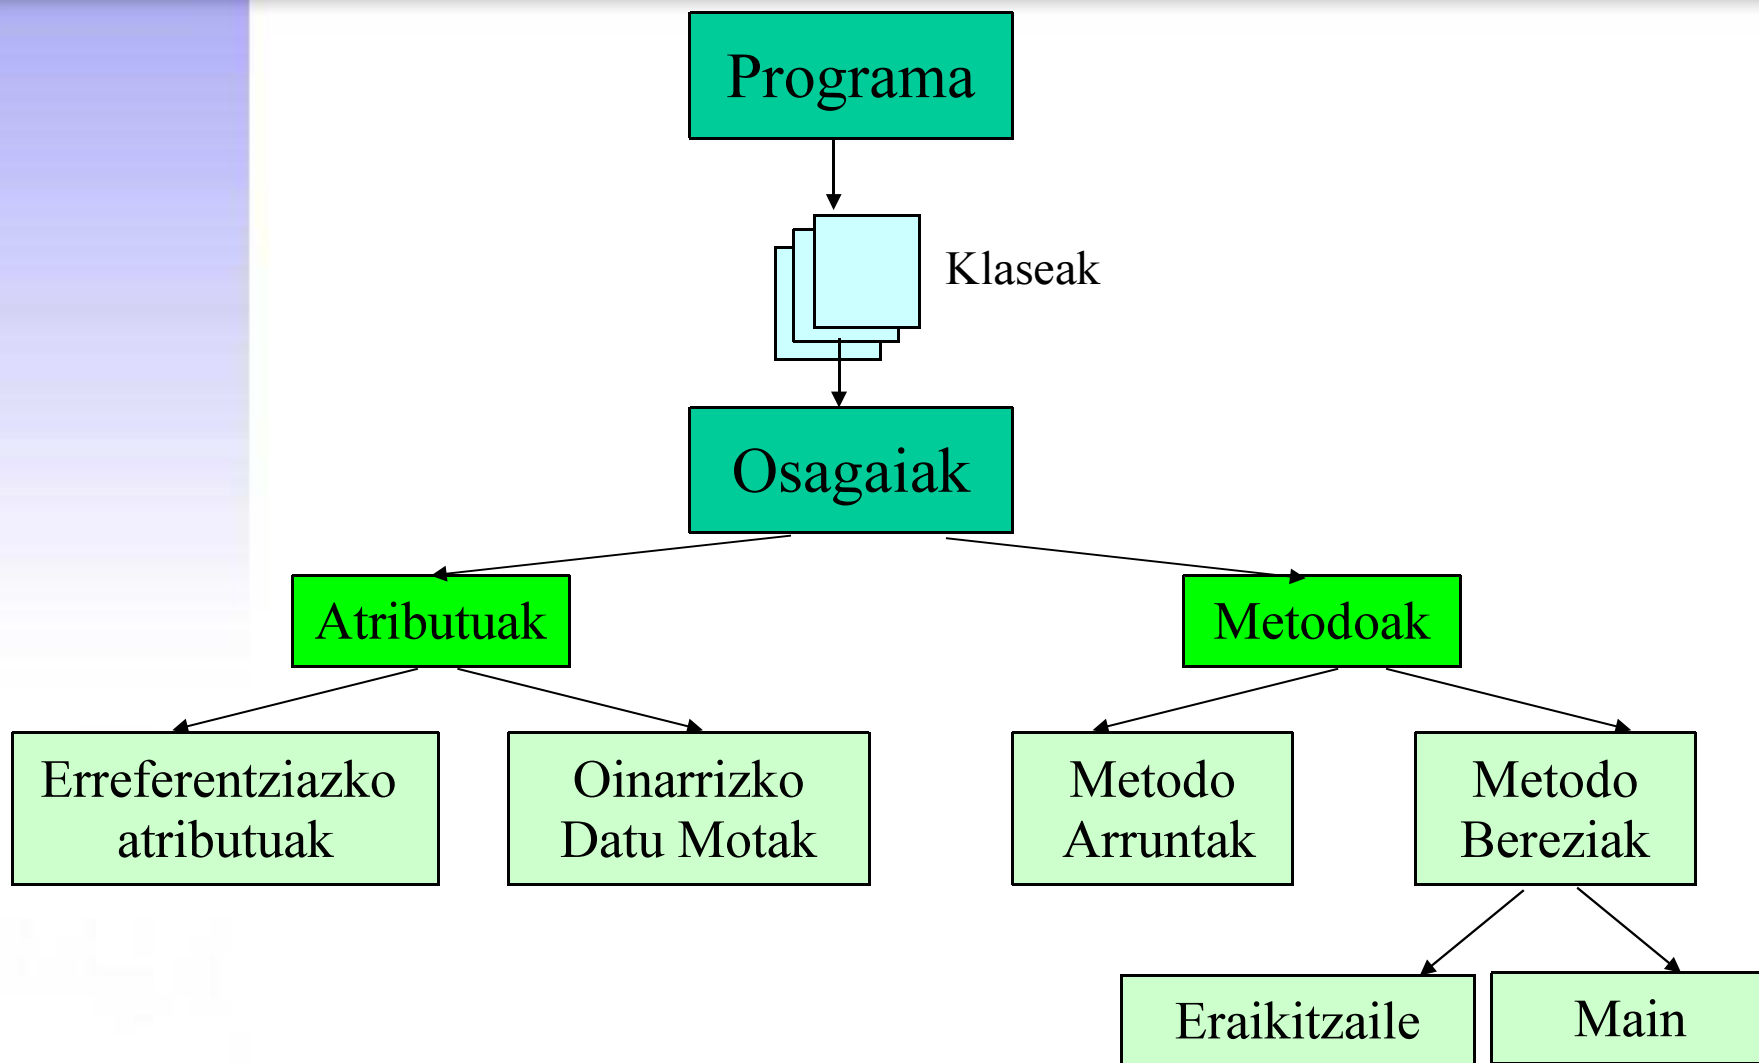 Programa
Klaseak
Osagaiak
Atributuak
Metodoak
Erreferentziazko
atributuak
Oinarrizko
Datu Motak
Metodo
Arruntak
Metodo
Bereziak
Eraikitzaile
Main